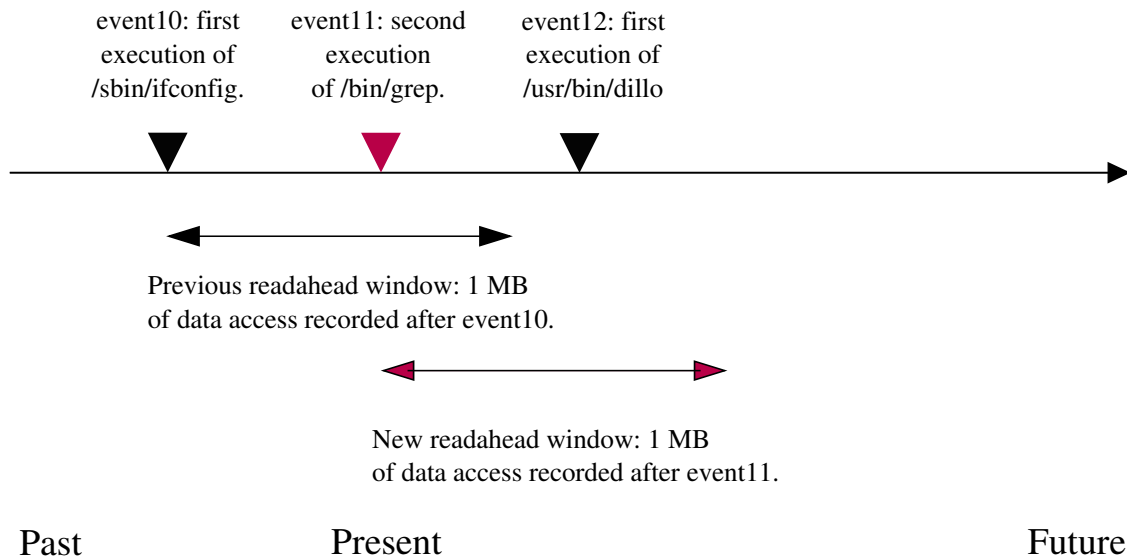 event10: first
execution of
/sbin/ifconfig.
event11: second
execution
of /bin/grep.
event12: first
execution of
/usr/bin/dillo
Previous readahead window: 1 MB
of data access recorded after event10.
New readahead window: 1 MB
of data access recorded after event11.
Past
Present
Future